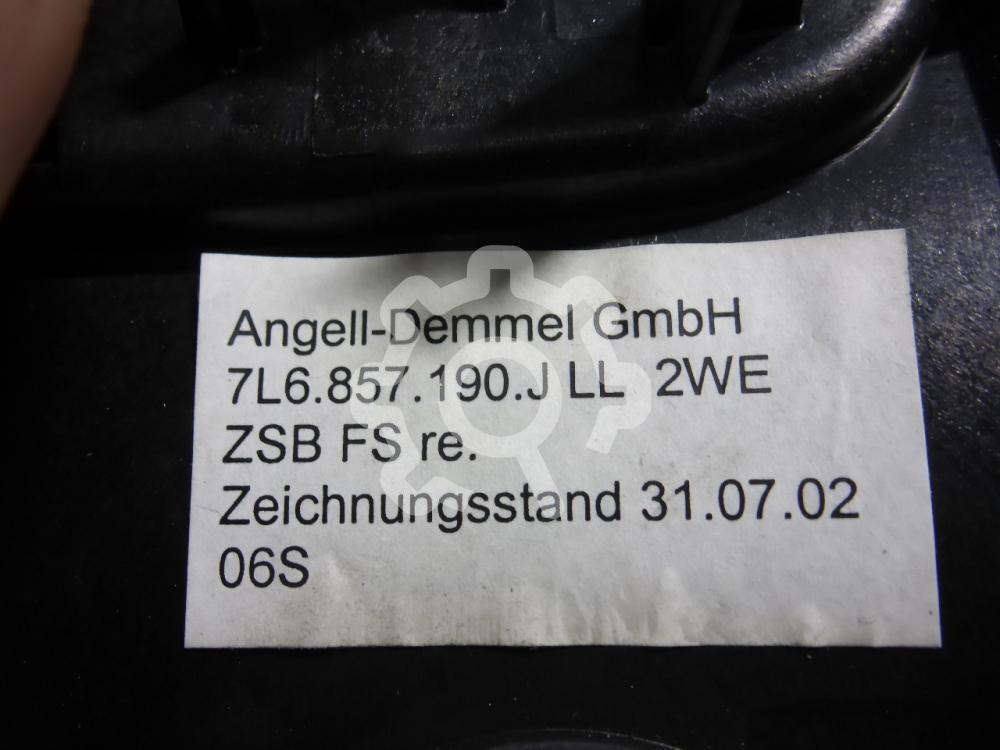 Angell-Demmel GmbH
7L6.857.190.J LL 2WE
ZSB FS re.
Zeichnungsstand 31.07.02
06S